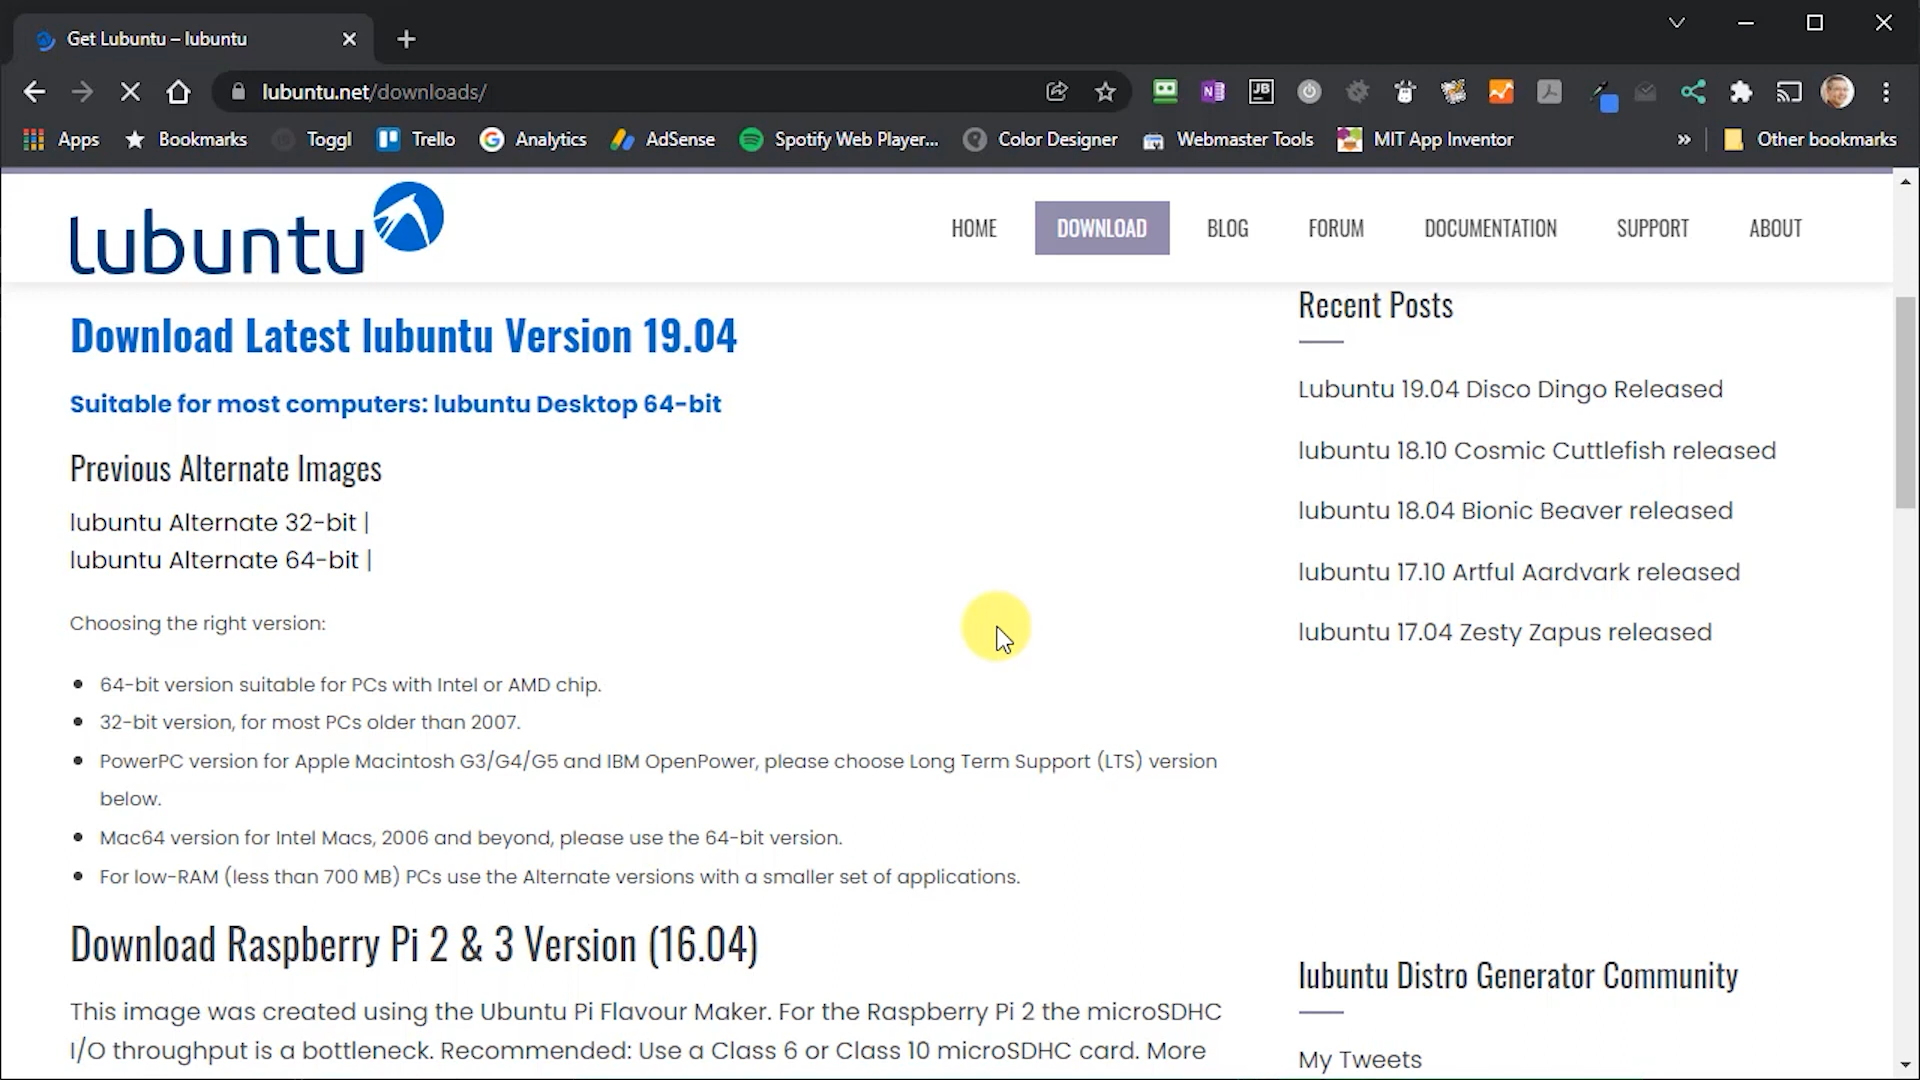 Get Lubuntu – lubuntu
lubuntu.net/downloads/
Apps
Bookmarks
Toggl
Trello
Analytics
AdSense
Spotify Web Player...
Color Designer
Webmaster Tools
MIT App Inventor
»
Other bookmarks
lubuntu
HOME
DOWNLOAD
BLOG
FORUM
DOCUMENTATION
SUPPORT
ABOUT
Download Latest lubuntu Version 19.04
Suitable for most computers: lubuntu Desktop 64-bit
Previous Alternate Images
lubuntu Alternate 32-bit |
lubuntu Alternate 64-bit |
Choosing the right version:
64-bit version suitable for PCs with Intel or AMD chip.
32-bit version, for most PCs older than 2007.
PowerPC version for Apple Macintosh G3/G4/G5 and IBM OpenPower, please choose Long Term Support (LTS) version
below.
Mac64 version for Intel Macs, 2006 and beyond, please use the 64-bit version.
For low-RAM (less than 700 MB) PCs use the Alternate versions with a smaller set of applications.
Download Raspberry Pi 2 & 3 Version (16.04)
This image was created using the Ubuntu Pi Flavour Maker. For the Raspberry Pi 2 the microSDHC
I/O throughput is a bottleneck. Recommended: Use a Class 6 or Class 10 microSDHC card. More
Recent Posts
Lubuntu 19.04 Disco Dingo Released
lubuntu 18.10 Cosmic Cuttlefish released
lubuntu 18.04 Bionic Beaver released
lubuntu 17.10 Artful Aardvark released
lubuntu 17.04 Zesty Zapus released
lubuntu Distro Generator Community
My Tweets